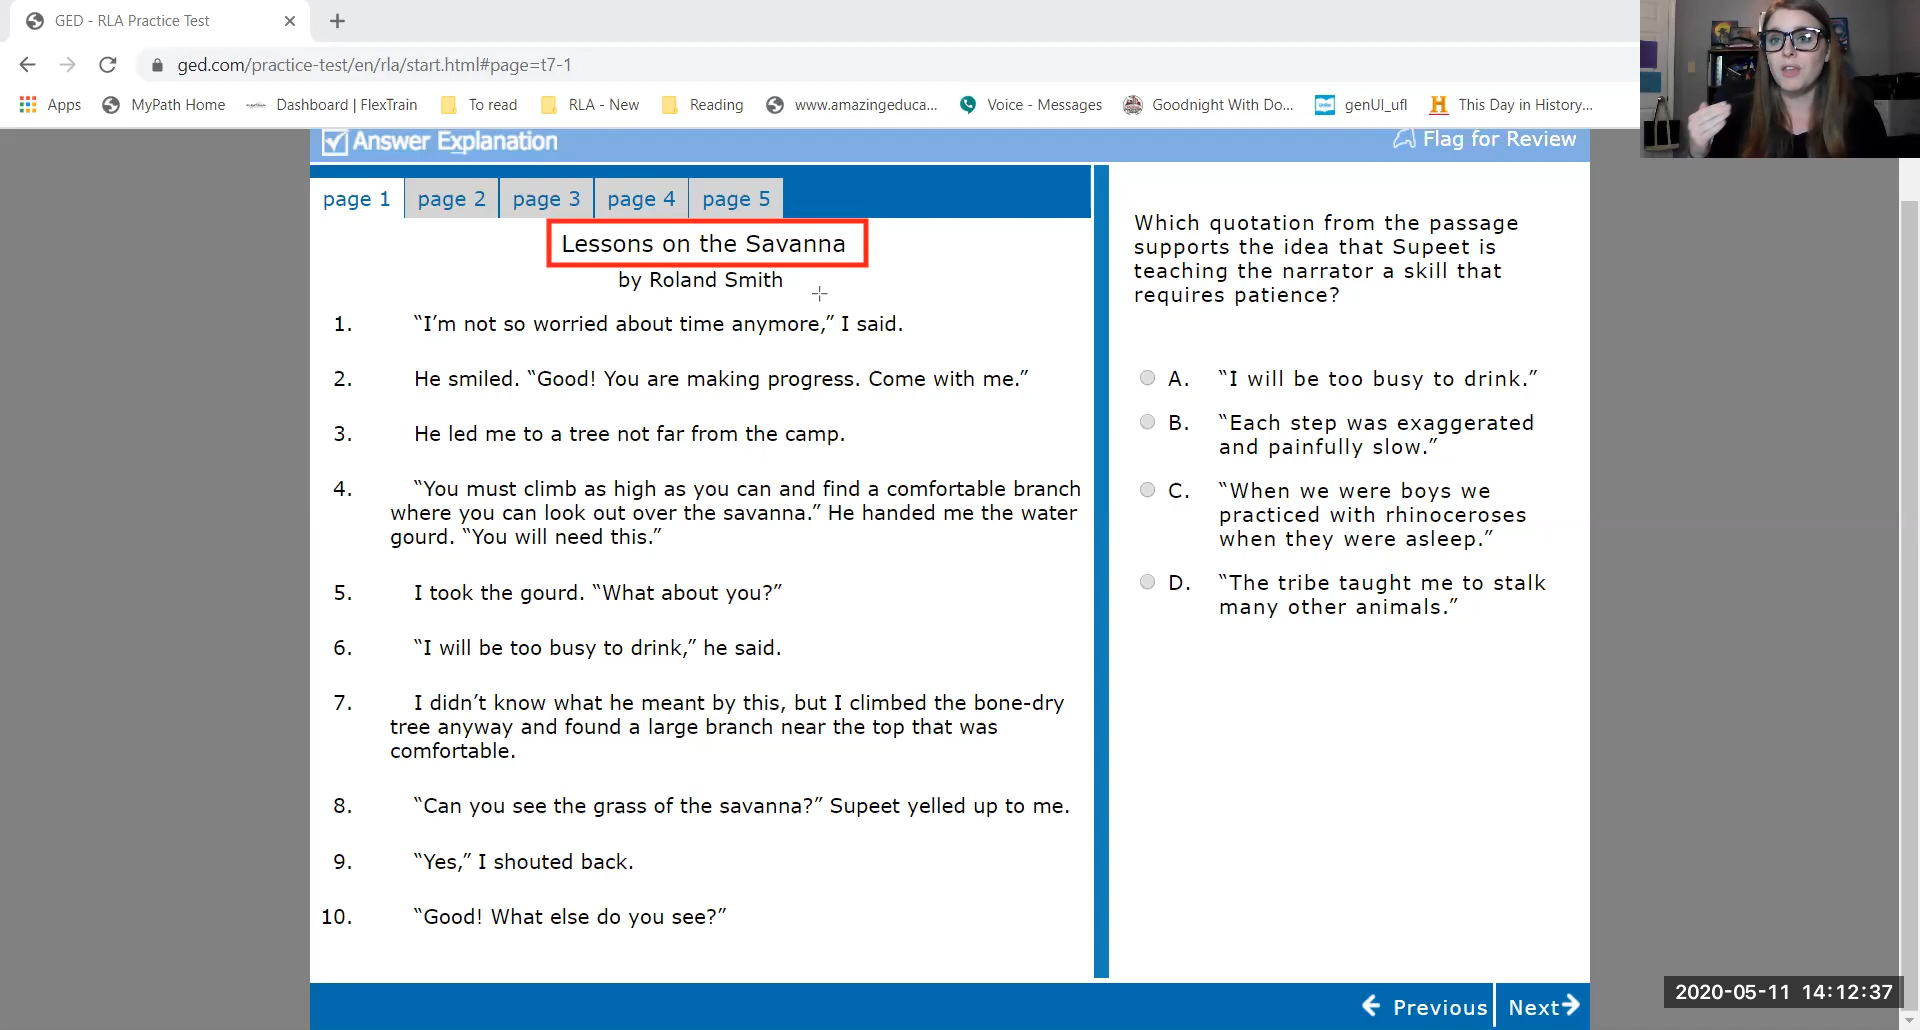 GED - RLA Practice Test
ged.com/practice-test/en/rla/start.html#page=t7-1
Apps MyPath Home Dashboard | FlexTrain To read RLA - New Reading www.amazingeduca... Voice - Messages Goodnight With Do... genUI_ufl This Day in History...
Answer Explanation
Flag for Review
page 1 page 2 page 3 page 4 page 5
Lessons on the Savanna
by Roland Smith
1. “I’m not so worried about time anymore,” I said.
2. He smiled. “Good! You are making progress. Come with me.”
3. He led me to a tree not far from the camp.
4. “You must climb as high as you can and find a comfortable branch
where you can look out over the savanna.” He handed me the water
gourd. “You will need this.”
5. I took the gourd. “What about you?”
6. “I will be too busy to drink,” he said.
7. I didn’t know what he meant by this, but I climbed the bone-dry
tree anyway and found a large branch near the top that was
comfortable.
8. “Can you see the grass of the savanna?” Supeet yelled up to me.
9. “Yes,” I shouted back.
10. “Good! What else do you see?”
Which quotation from the passage
supports the idea that Supeet is
teaching the narrator a skill that
requires patience?
A. “I will be too busy to drink.”
B. “Each step was exaggerated
and painfully slow.”
C. “When we were boys we
practiced with rhinoceroses
when they were asleep.”
D. “The tribe taught me to stalk
many other animals.”
Previous Next
2020-05-11 14:12:37